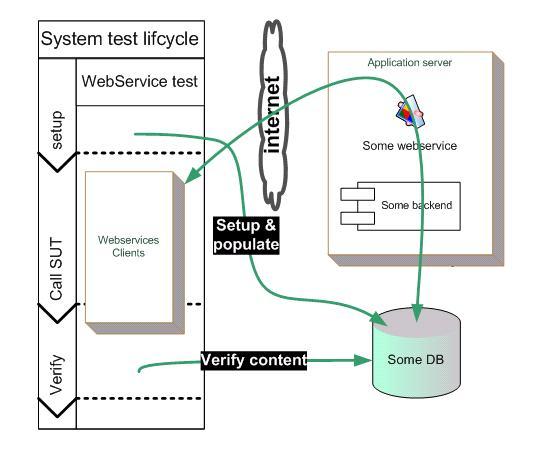 System test lifcycle
WebService test
setup
Call SUT
Verify
Webservices
Clients
internet
Setup &
populate
Verify content
Application server
Some webservice
Some backend
Some DB